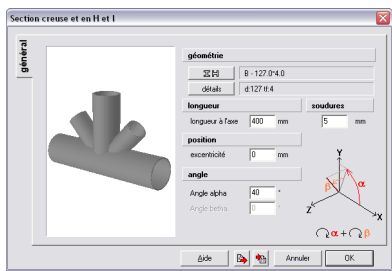 Section creuse et en H et I
général
géométrie
B - 127.0*4.0
détails
d:127 tf:4
longueur
soudures
longueur à l'axe 400 mm
5 mm
position
excentricité 0 mm
angle
Angle alpha 40 °
Angle betha 0 °
Y
β
α
Z
X
α + β
Aide
Annuler
OK